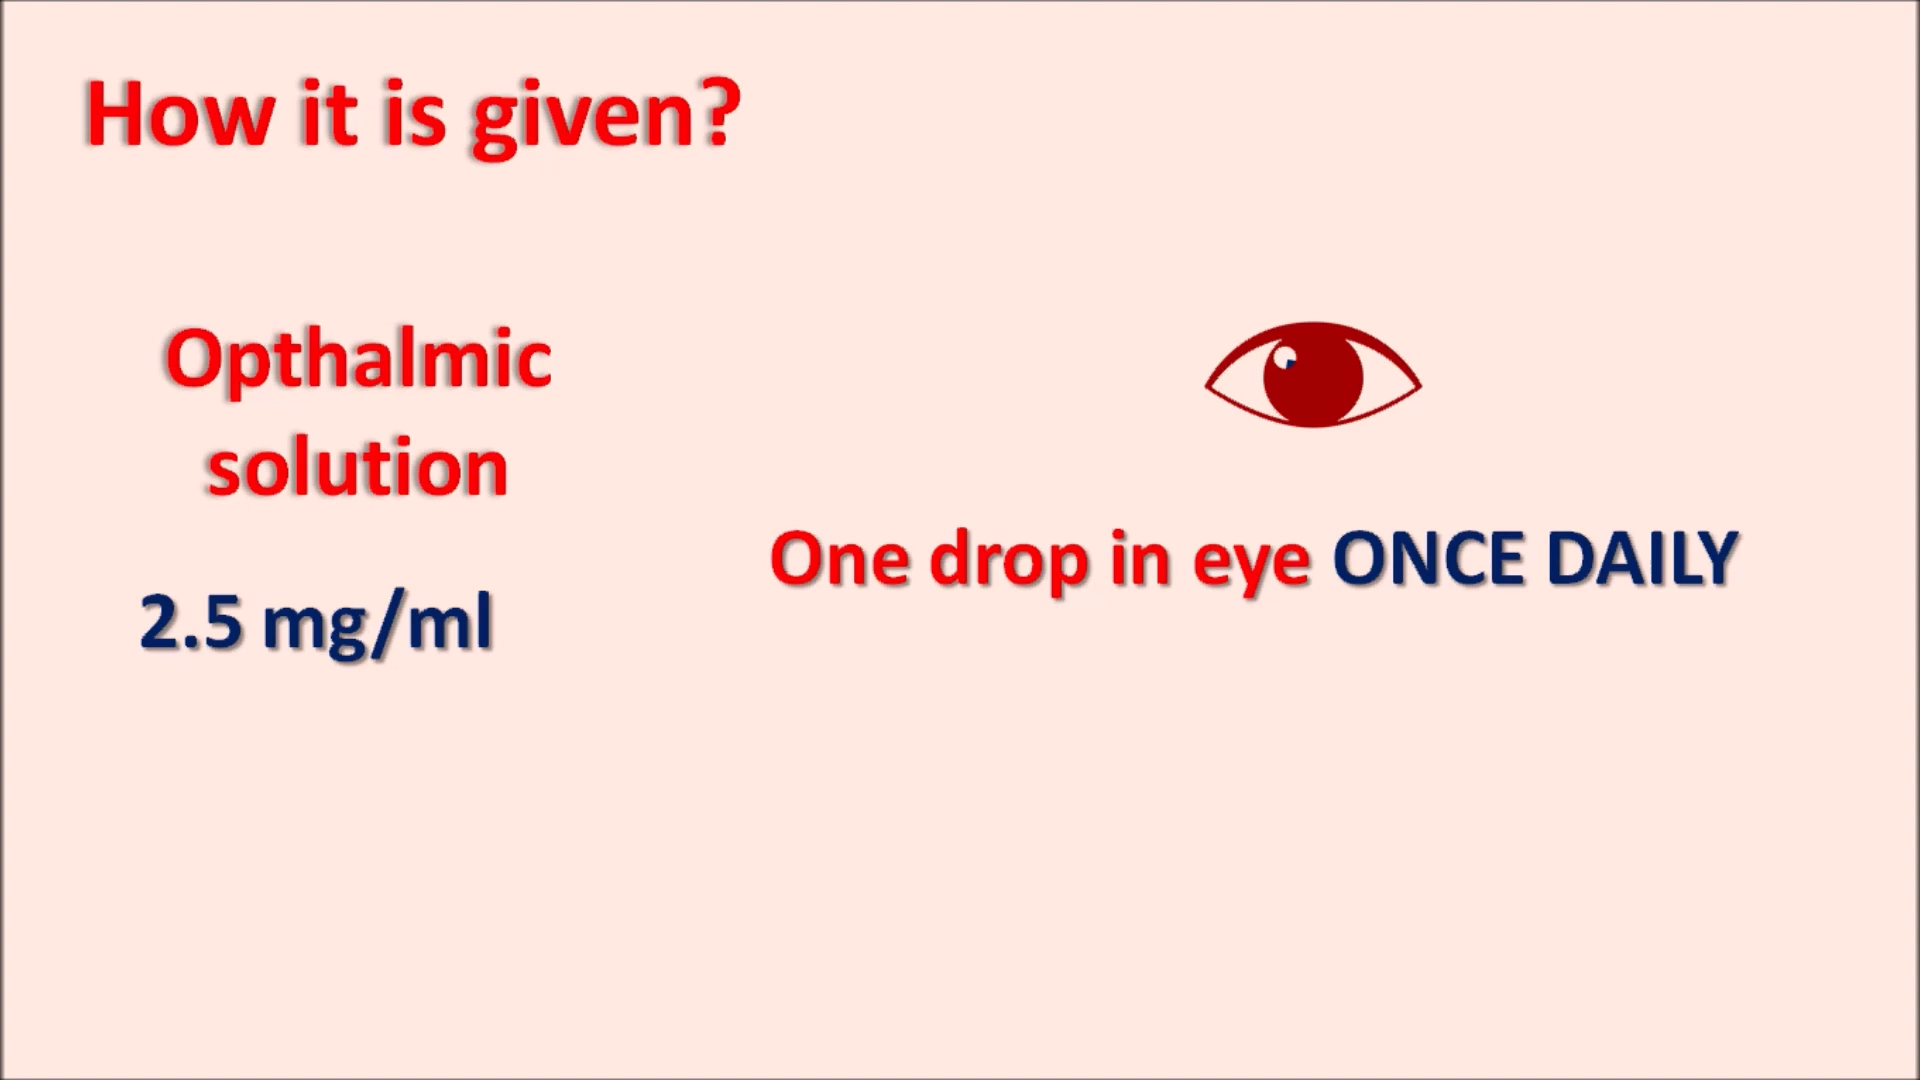 How it is given?
Opthalmic
solution
2.5 mg/ml
One drop in eye ONCE DAILY